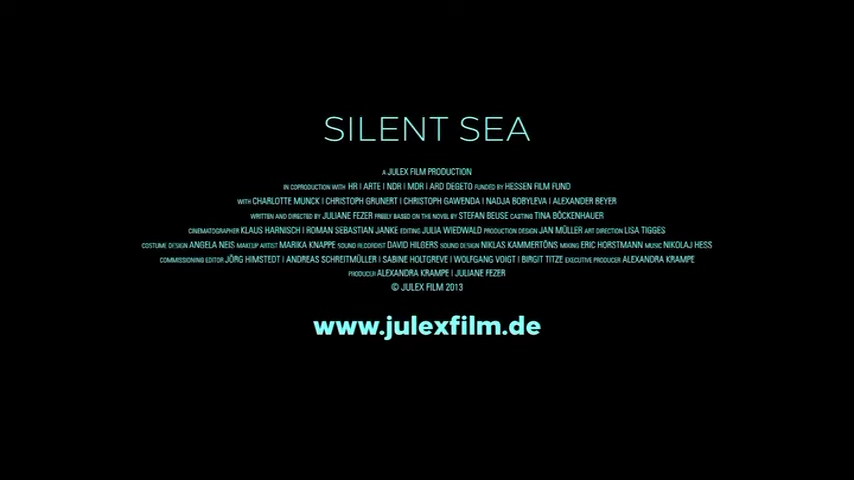 SILENT SEA
A JULEX FILM PRODUCTION
IN COPRODUCTION WITH HR | ARTE | NDR | MDR | ARD DEGETO FUNDED BY HESSEN FILM FUND
WITH CHARLOTTE MUNCK | CHRISTOPH GRUNERT | CHRISTOPH GAWENDA | NADJA BOBYLEVA | ALEXANDER BEYER
WRITTEN AND DIRECTED BY JULIANE FEZER FREELY BASED ON THE NOVEL BY STEFAN BEUSE CASTING TINA BÖCKENHAUER
CINEMATOGRAPHER KLAUS HARNISCH | ROMAN SEBASTIAN JANKE EDITING JULIA WIEDWALD PRODUCTION DESIGN JAN MÜLLER ART DIRECTION LISA TIGGES
COSTUME DESIGN ANGELA NEIS MAKEUP ARTIST MARIKA KNAPPE SOUND RECORDIST DAVID HILGERS SOUND DESIGN NIKLAS KAMMERTÖNS MIXING ERIC HORSTMANN MUSIC NIKOLAJ HESS
COMMISSIONING EDITOR JÖRG HIMSTEDT | ANDREAS SCHREITMÜLLER | SABINE HOLTGREVE | WOLFGANG VOIGT | BIRGIT TITZE EXECUTIVE PRODUCER ALEXANDRA KRAMPE
PRODUCER ALEXANDRA KRAMPE | JULIANE FEZER
© JULEX FILM 2013
www.julexfilm.de